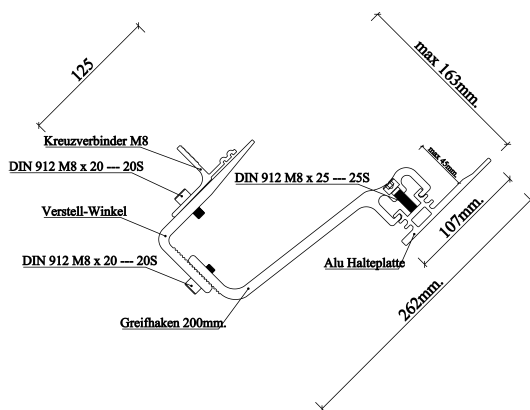 125
max 163mm.
Kreuzverbinder M8
DIN 912 M8 x 20 --- 20S
max 45mm.
DIN 912 M8 x 25 --- 25S
Verstell-Winkel
107mm.
DIN 912 M8 x 20 --- 20S
Alu Halteplatte
262mm.
Greifhaken 200mm.